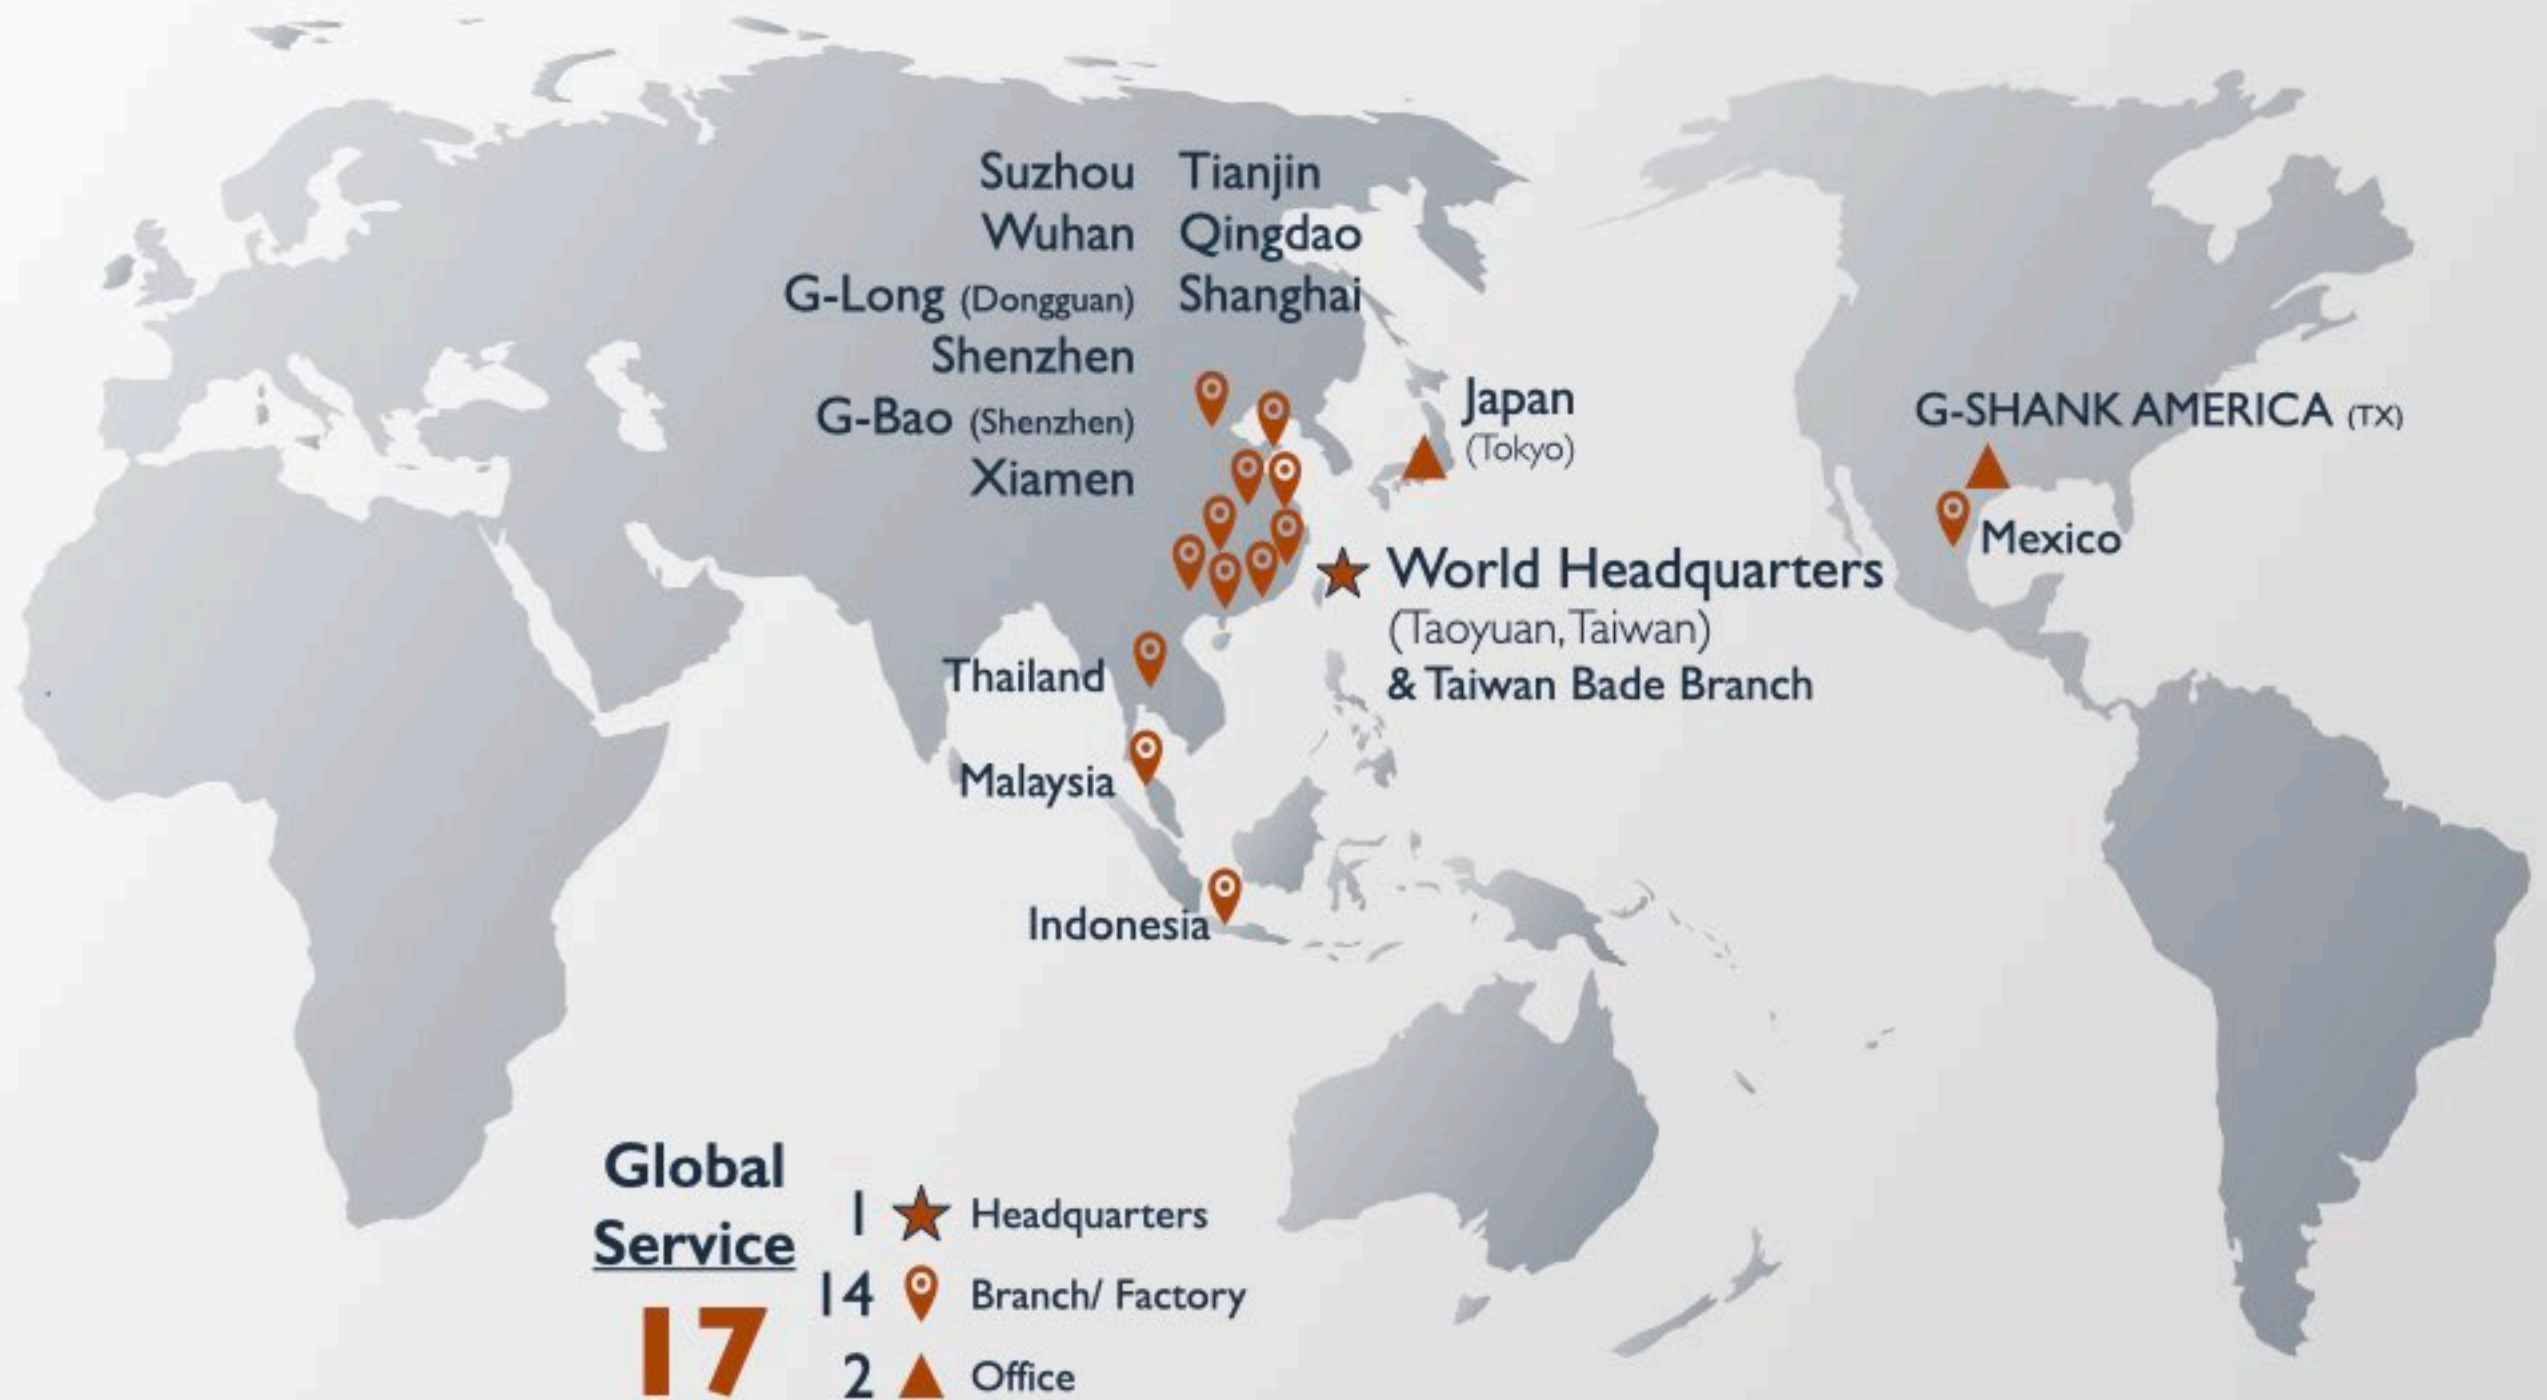 Suzhou Tianjin
Wuhan Qingdao
G-Long (Dongguan) Shanghai
Shenzhen
G-Bao (Shenzhen)
Xiamen
Japan
(Tokyo)
G-SHANK AMERICA (TX)
Mexico
World Headquarters
(Taoyuan, Taiwan)
& Taiwan Bade Branch
Thailand
Malaysia
Indonesia
Global
Service
17
1 Headquarters
14 Branch/ Factory
2 Office